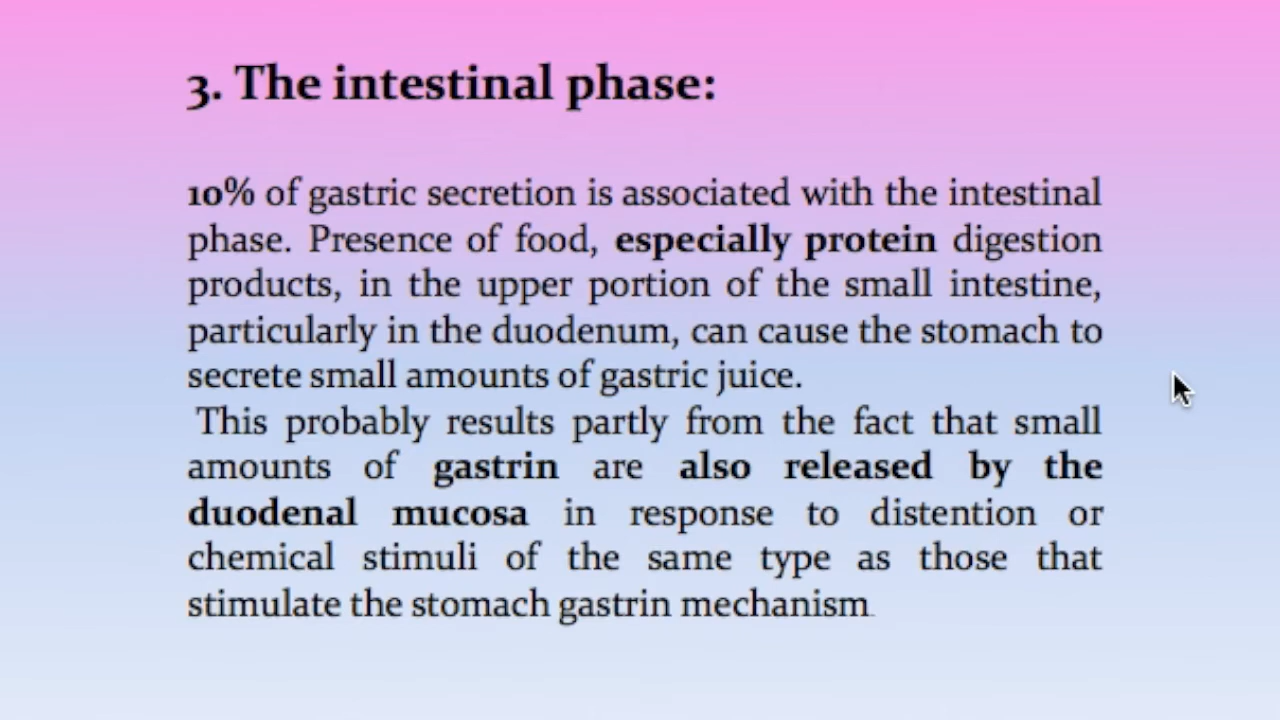 3. The intestinal phase:
10% of gastric secretion is associated with the intestinal
phase. Presence of food, especially protein digestion
products, in the upper portion of the small intestine,
particularly in the duodenum, can cause the stomach to
secrete small amounts of gastric juice.
This probably results partly from the fact that small
amounts of gastrin are also released by the
duodenal mucosa in response to distention or
chemical stimuli of the same type as those that
stimulate the stomach gastrin mechanism.